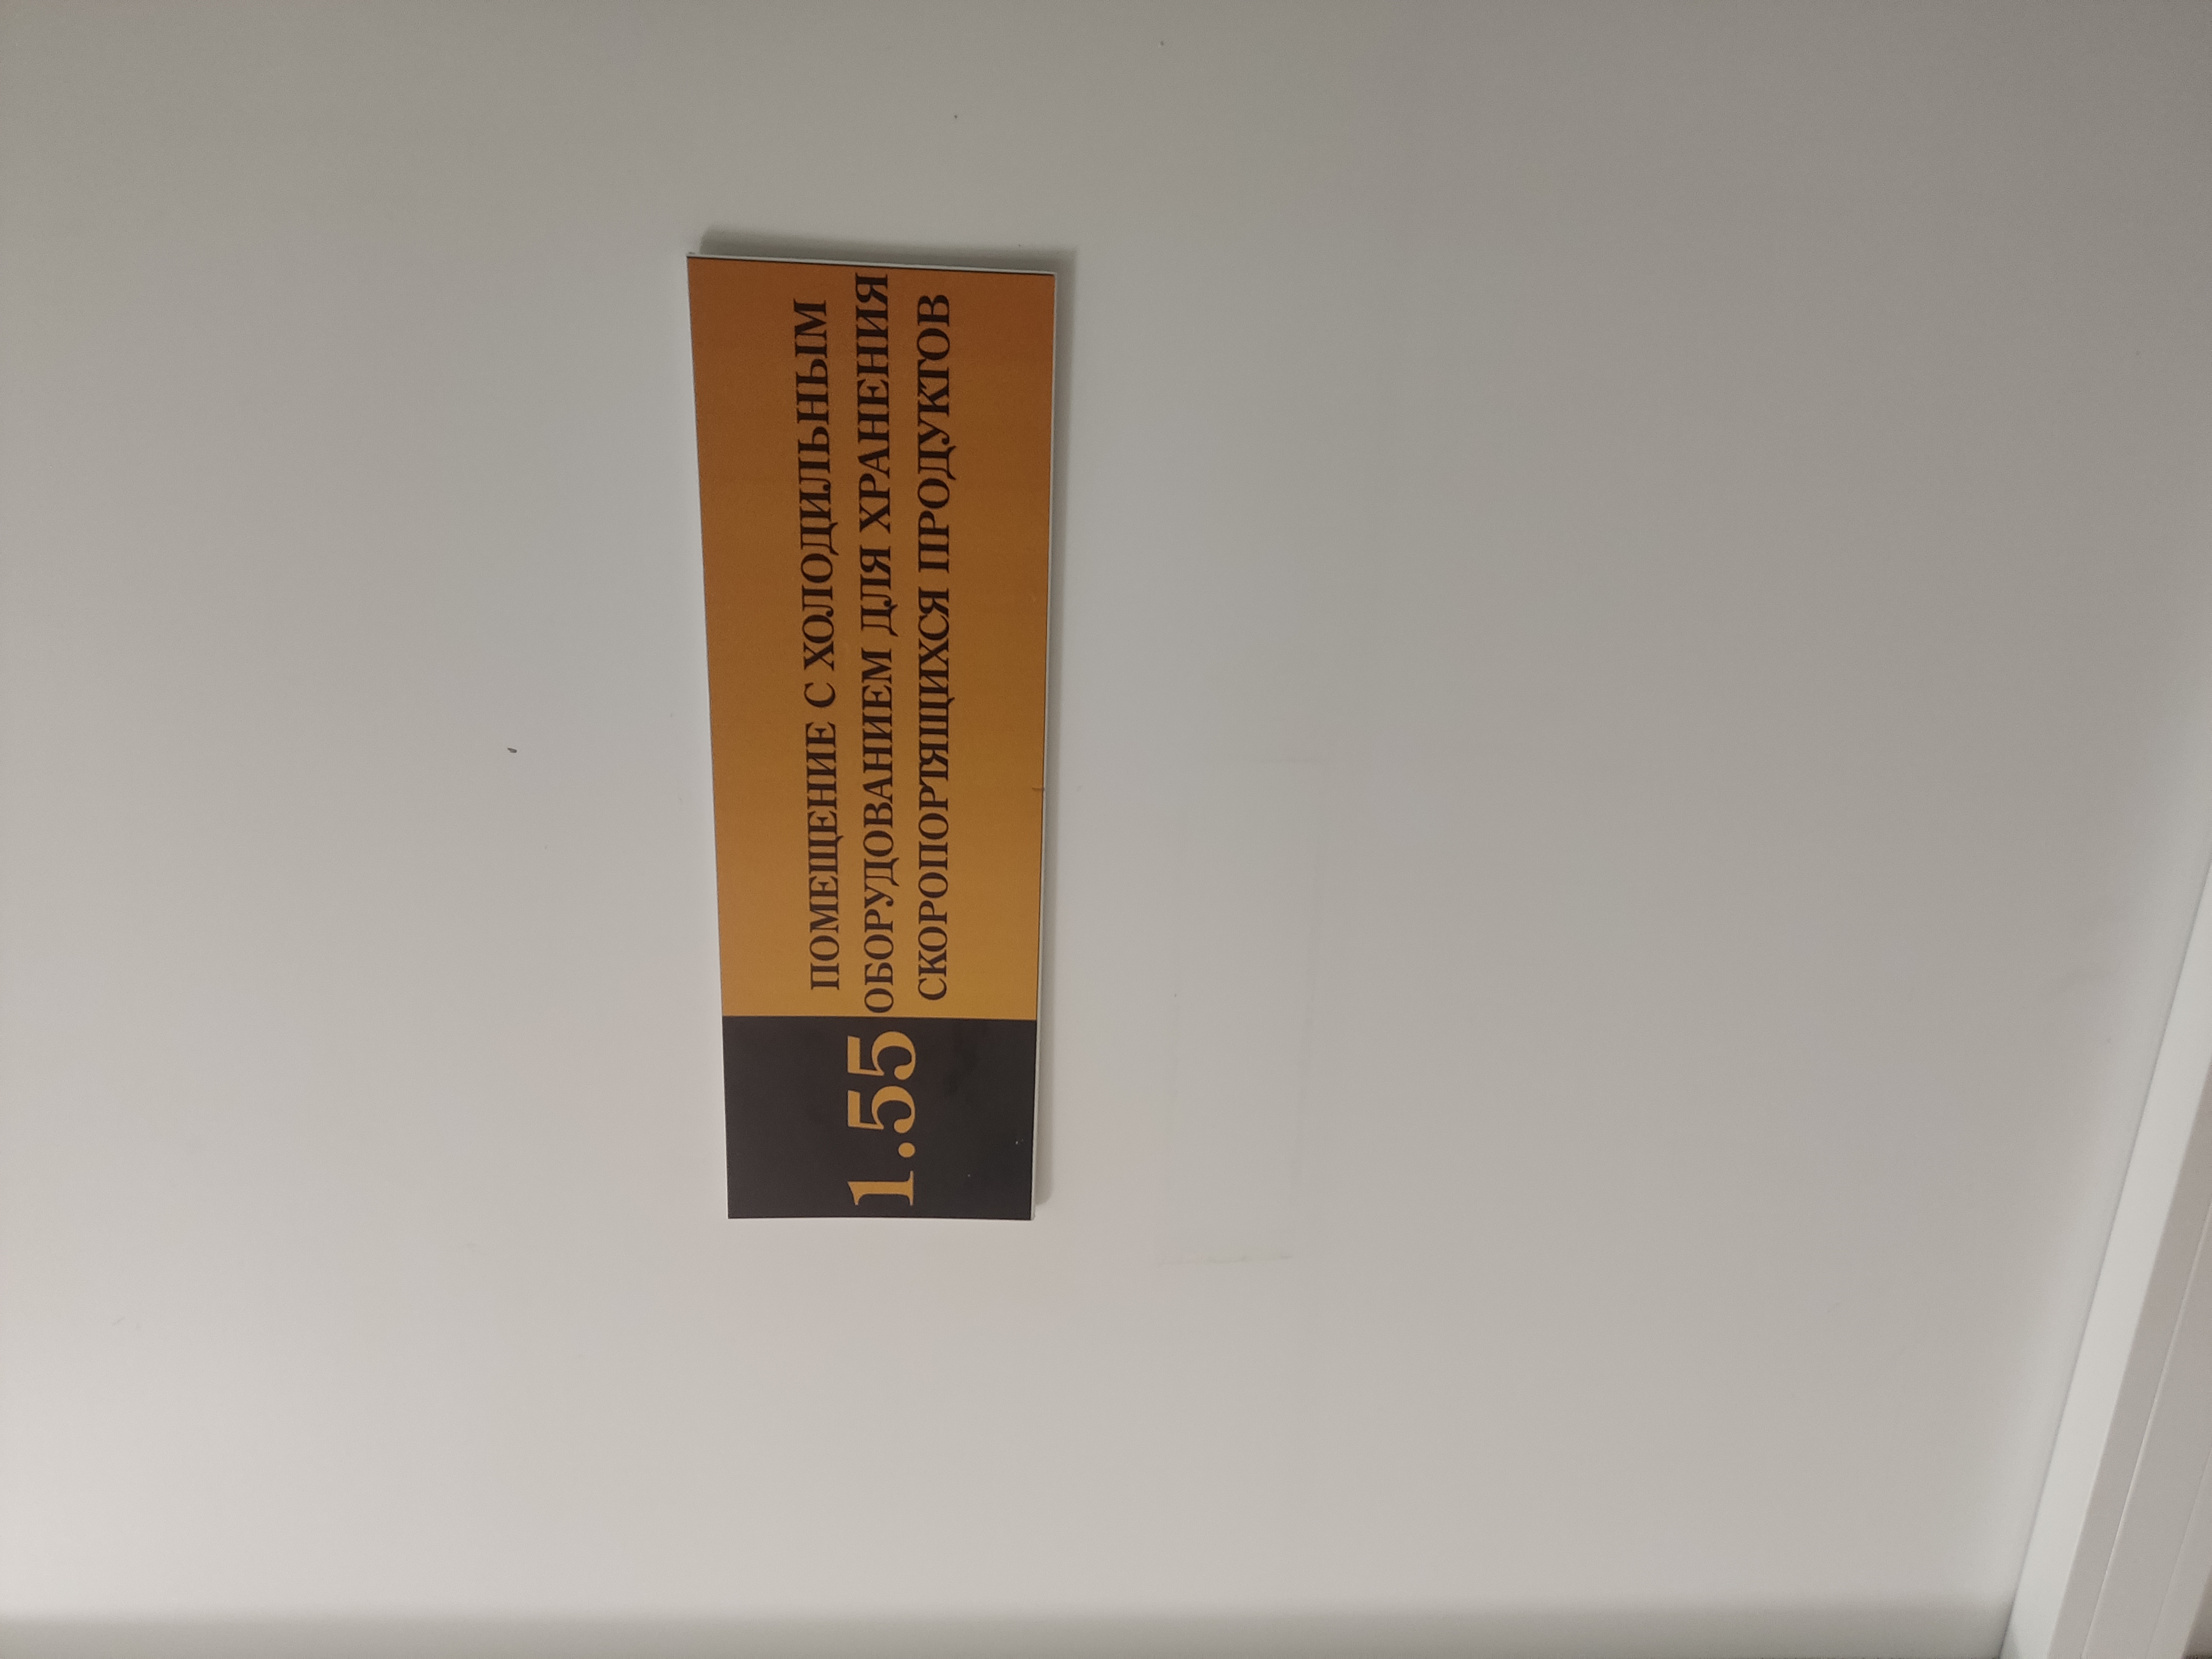 1.55
ПОМЕЩЕНИЕ С ХОЛОДИЛЬНЫМ
ОБОРУДОВАНИЕМ ДЛЯ ХРАНЕНИЯ
СКОРОПОРТЯЩИХСЯ ПРОДУКТОВ